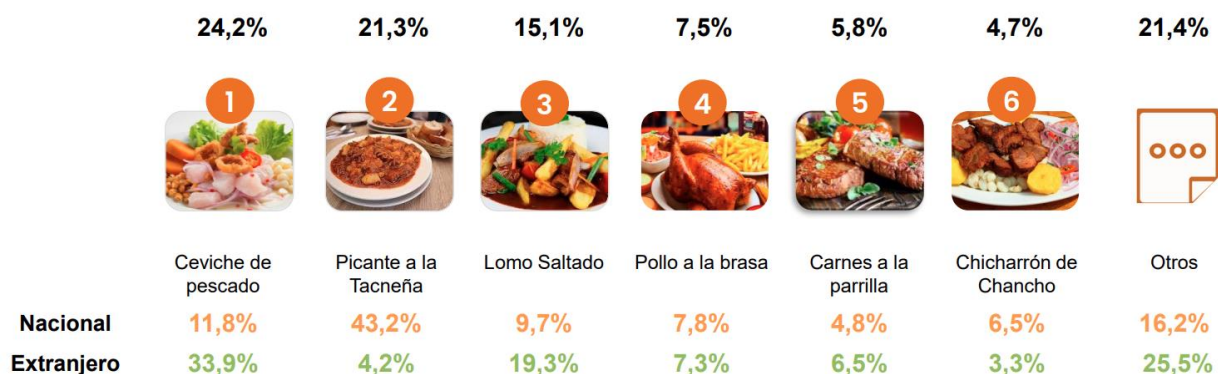 24,2% 21,3% 15,1% 7,5% 5,8% 4,7% 21,4%
1 2 3 4 5 6
Ceviche de Picante a la Lomo Saltado Pollo a la brasa Carnes a la Chicharrón de Otros
pescado Tacneña parrilla Chancho
Nacional 11,8% 43,2% 9,7% 7,8% 4,8% 6,5% 16,2%
Extranjero 33,9% 4,2% 19,3% 7,3% 6,5% 3,3% 25,5%